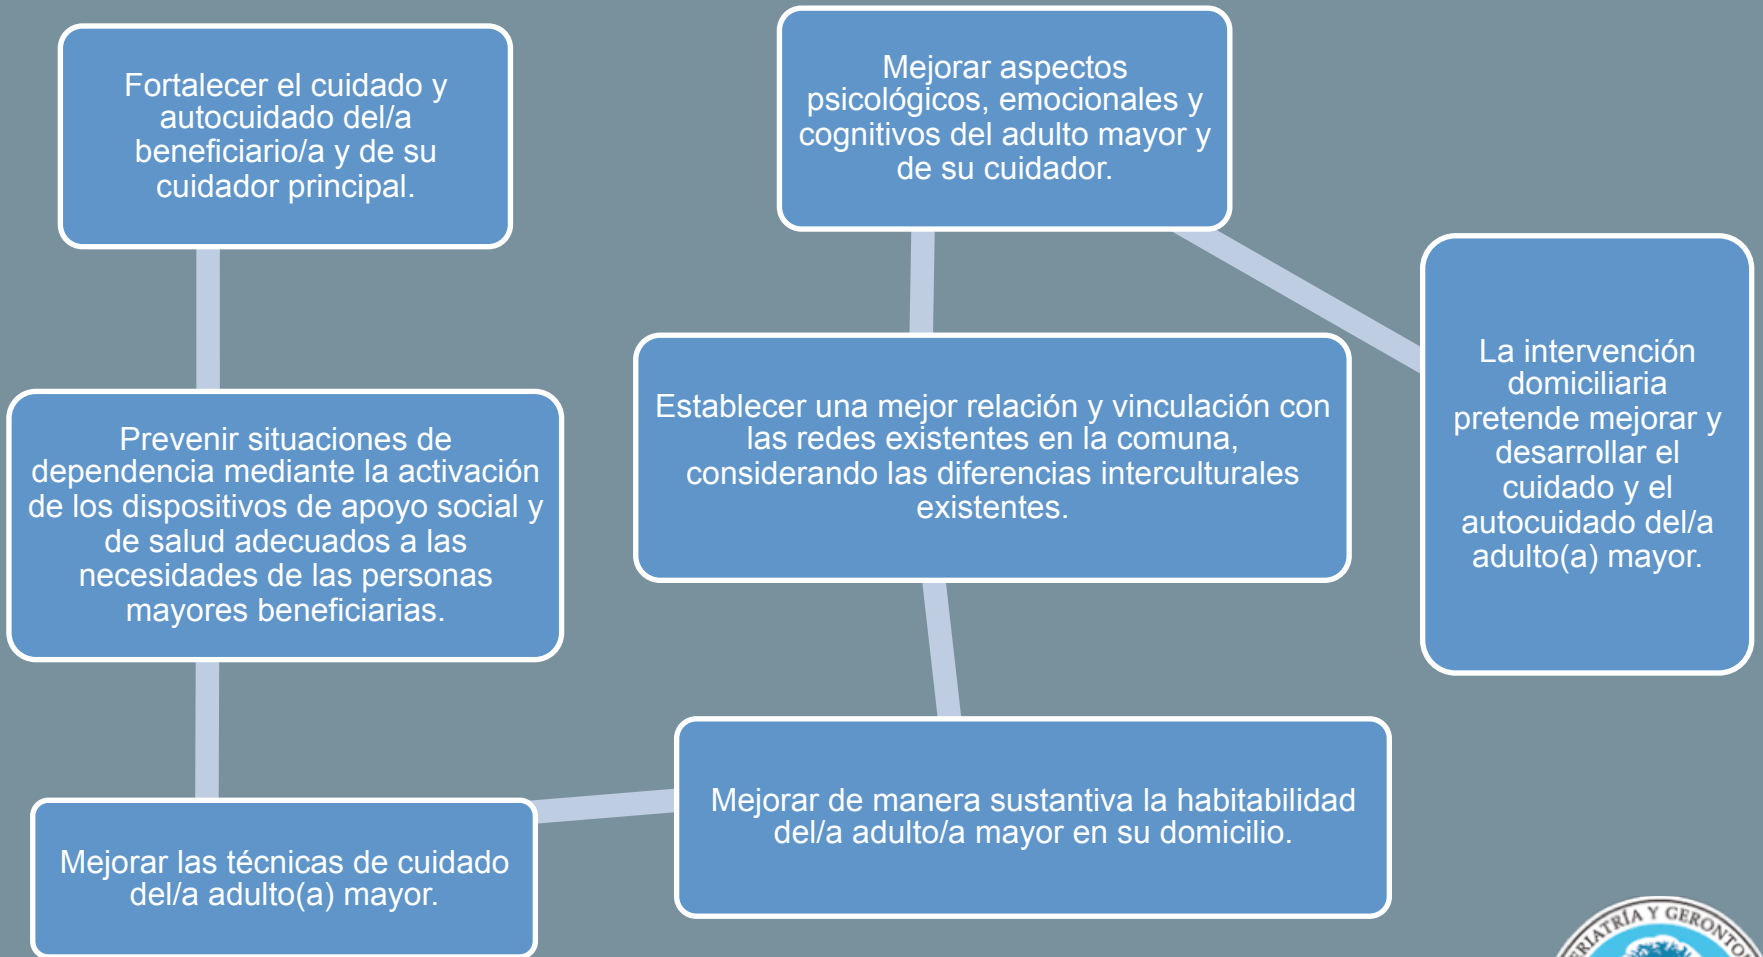 Fortalecer el cuidado y
autocuidado del/a
beneficiario/a y de su
cuidador principal.
Prevenir situaciones de
dependencia mediante la activación
de los dispositivos de apoyo social y
de salud adecuados a las
necesidades de las personas
mayores beneficiarias.
Mejorar las técnicas de cuidado
del/a adulto(a) mayor.
Mejorar de manera sustantiva la habitabilidad
del/a adulto/a mayor en su domicilio.
Establecer una mejor relación y vinculación con
las redes existentes en la comuna,
considerando las diferencias interculturales
existentes.
Mejorar aspectos
psicológicos, emocionales y
cognitivos del adulto mayor y
de su cuidador.
La intervención
domiciliaria
pretende mejorar y
desarrollar el
cuidado y el
autocuidado del/a
adulto(a) mayor.